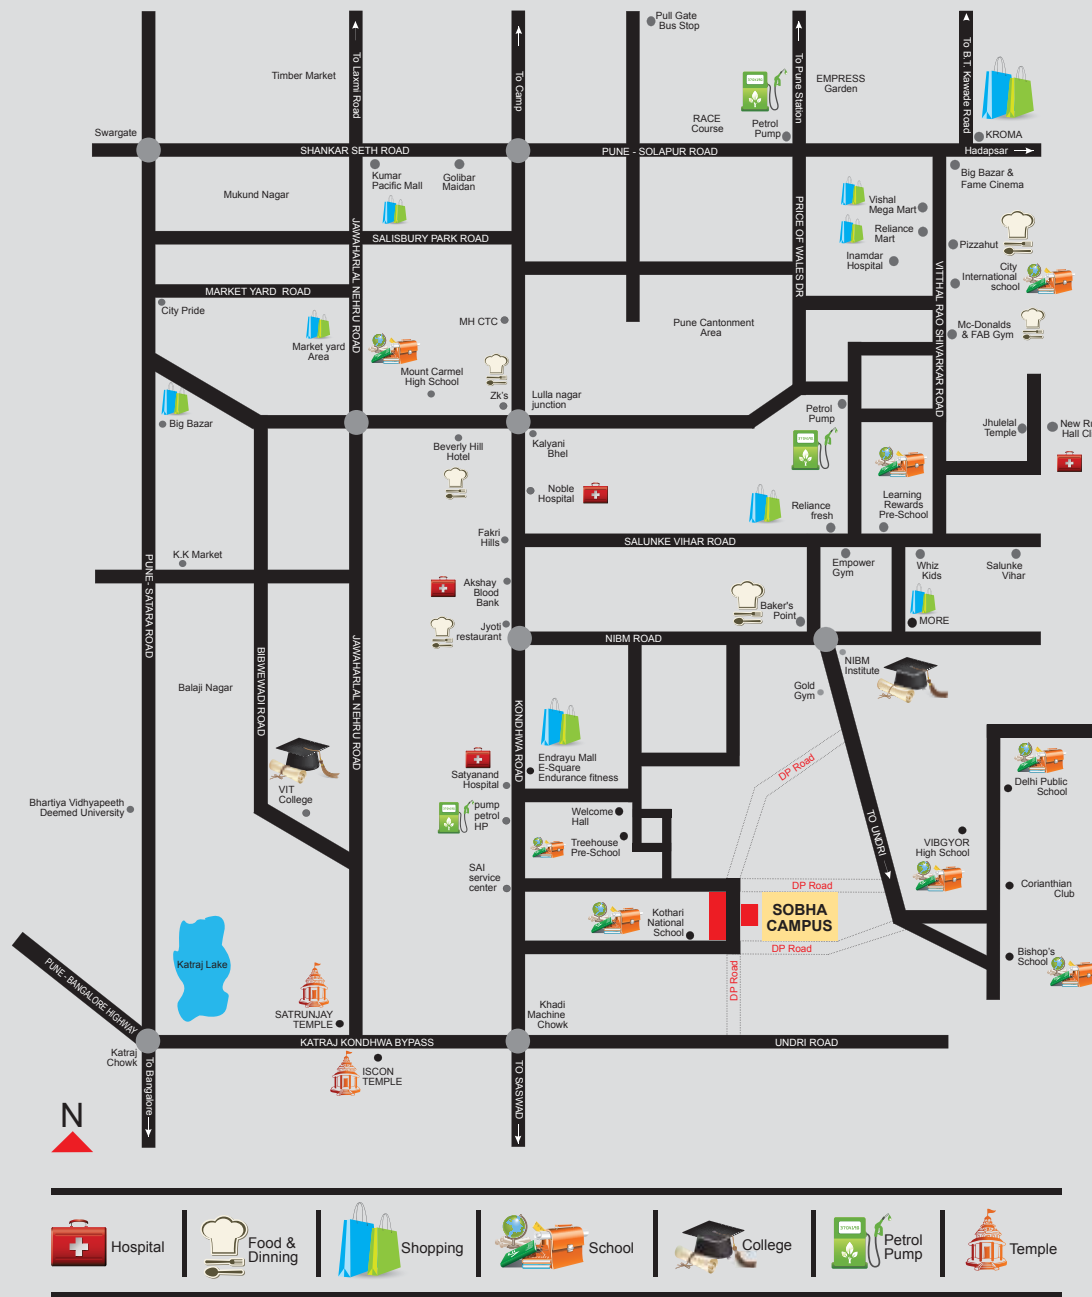 Pull Gate
Bus Stop
Timber Market
To Laxmi Road
To Camp
To Pune Station
EMPRESS
Garden
To B.T. Kawade Road
RACE
Course
Petrol
Pump
KROMA
Swargate
SHANKAR SETH ROAD
PUNE - SOLAPUR ROAD
Hadapsar
Kumar
Pacific Mall
Golibar
Maidan
Big Bazar &
Fame Cinema
Mukund Nagar
Vishal
Mega Mart
Reliance
Mart
Inamdar
Hospital
Pizzahut
SALISBURY PARK ROAD
JAWAHARLAL NEHRU ROAD
PRICE OF WALES DR
VITTHAL RAO SHIVARKAR ROAD
City
International
school
MARKET YARD ROAD
City Pride
MH CTC
Pune Cantonment
Area
Mc-Donalds
& FAB Gym
Market yard
Area
Mount Carmel
High School
Zk's
Lulla nagar
junction
Petrol
Pump
Big Bazar
Beverly Hill
Hotel
Kalyani
Bhel
Jhulelal
Temple
New Ru
Hall Cl
Noble
Hospital
Reliance
fresh
Learning
Rewards
Pre-School
Fakri
Hills
SALUNKE VIHAR ROAD
K.K Market
PUNE- SATARA ROAD
Akshay
Blood
Bank
Empower
Gym
Whiz
Kids
Salunke
Vihar
Baker's
Point
MORE
Jyoti
restaurant
NIBM ROAD
BIBWEWADI ROAD
JAWAHARLAL NEHRU ROAD
KONDHWA ROAD
NIBM
Institute
Gold
Gym
Balaji Nagar
Endrayu Mall
E-Square
Endurance fitness
Satyanand
Hospital
DP Road
Delhi Public
School
VIT
College
Bhartiya Vidhyapeeth
Deemed University
pump
petrol
HP
Welcome
Hall
Treehouse
Pre-School
TO UNDRI
VIBGYOR
High School
SAI
service
center
DP Road
Corianthian
Club
Kothari
National
School
SOBHA
CAMPUS
DP Road
Bishop's
School
DP Road
Katraj Lake
PUNE - BANGALORE HIGHWAY
SATRUNJAY
TEMPLE
Khadi
Machine
Chowk
KATRAJ KONDHWA BYPASS
UNDRI ROAD
Katraj
Chowk
To Bangalore
ISCON
TEMPLE
TO SASWAD
N
Hospital
Food &
Dinning
Shopping
School
College
Petrol
Pump
Temple